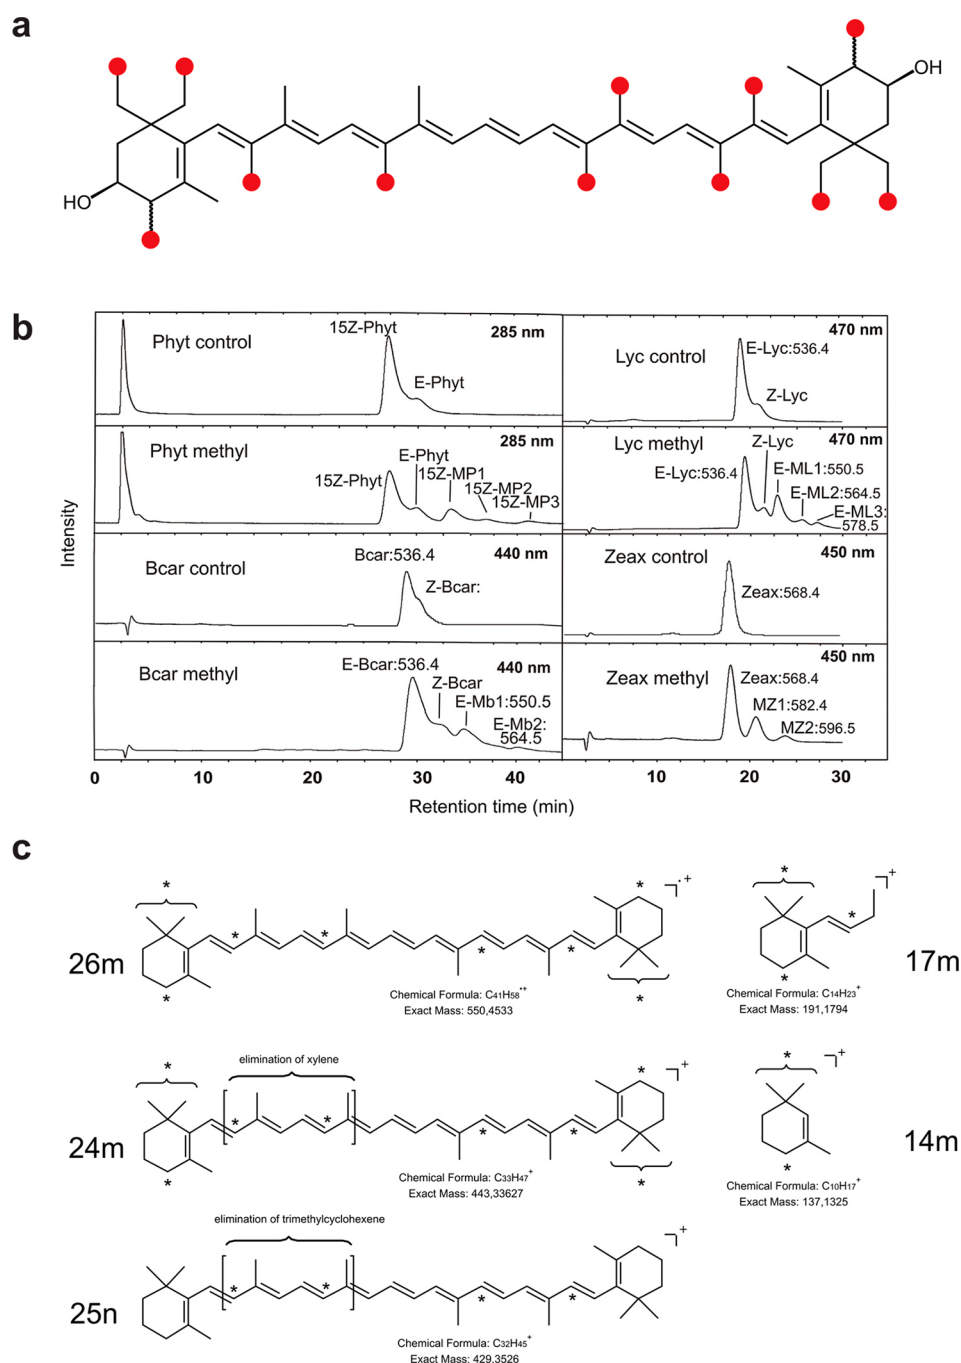 a
OH
HO
b
Phyt control
15Z-Phyt
285 nm
E-Phyt
Lyc control
470 nm
E-Lyc:536.4
Z-Lyc
Phyt methyl
285 nm
E-Phyt
15Z-Phyt
15Z-MP1
15Z-MP2
15Z-MP3
Lyc methyl
470 nm
Z-Lyc
E-Lyc:536.4
E-ML1:550.5
E-ML2:564.5
E-ML3:
578.5
Intensity
Bcar control
Bcar:536.4
440 nm
Z-Bcar:
Zeax control
450 nm
Zeax:568.4
Bcar methyl
E-Bcar:536.4
440 nm
Z-Bcar
E-Mb1:550.5
E-Mb2:
564.5
Zeax methyl
450 nm
Zeax:568.4
MZ1:582.4
MZ2:596.5
0 10 20 30 40 10 20 30
Retention time (min)
c
* * * * * * * * *
26m
Chemical Formula: C41H58•+
Exact Mass: 550,4533
17m
Chemical Formula: C14H23+
Exact Mass: 191,1794
elimination of xylene
24m
Chemical Formula: C33H47+
Exact Mass: 443,33627
14m
Chemical Formula: C10H17+
Exact Mass: 137,1325
elimination of trimethylcyclohexene
25n
Chemical Formula: C32H45+
Exact Mass: 429.3526